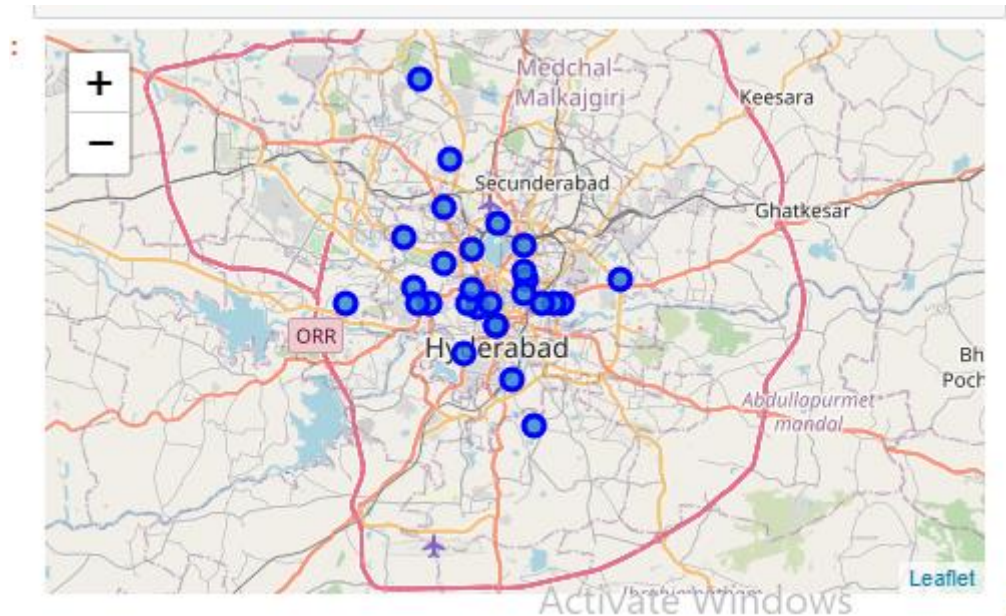 :
+
−
Medchal–
Malkajgiri
Keesara
Secunderabad
Ghatkesar
ORR
Hyderabad
Bh
Poch
Abdullapurmet
mandal
Leaflet
Activate Windows